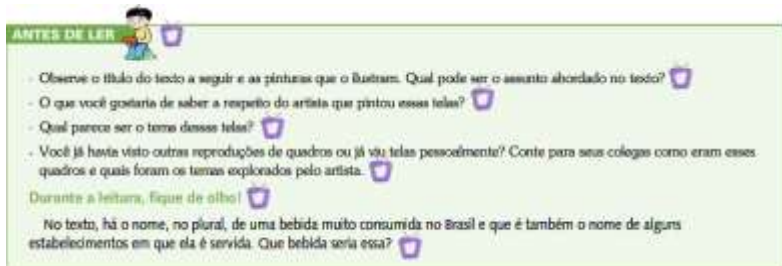 ANTES DE LER
- Observe o título do texto a seguir e as pinturas que o ilustram. Qual pode ser o assunto abordado no texto?
- O que você gostaria de saber a respeito do artista que pintou essas telas?
- Qual parece ser o tema dessas telas?
- Você já havia visto outras reproduções de quadros ou já viu telas pessoalmente? Conte para seus colegas como eram esses
quadros e quais foram os temas explorados pelo artista.
Durante a leitura, fique de olho!
No texto, há o nome, no plural, de uma bebida muito consumida no Brasil e que é também o nome de alguns
estabelecimentos em que ela é servida. Que bebida seria essa?